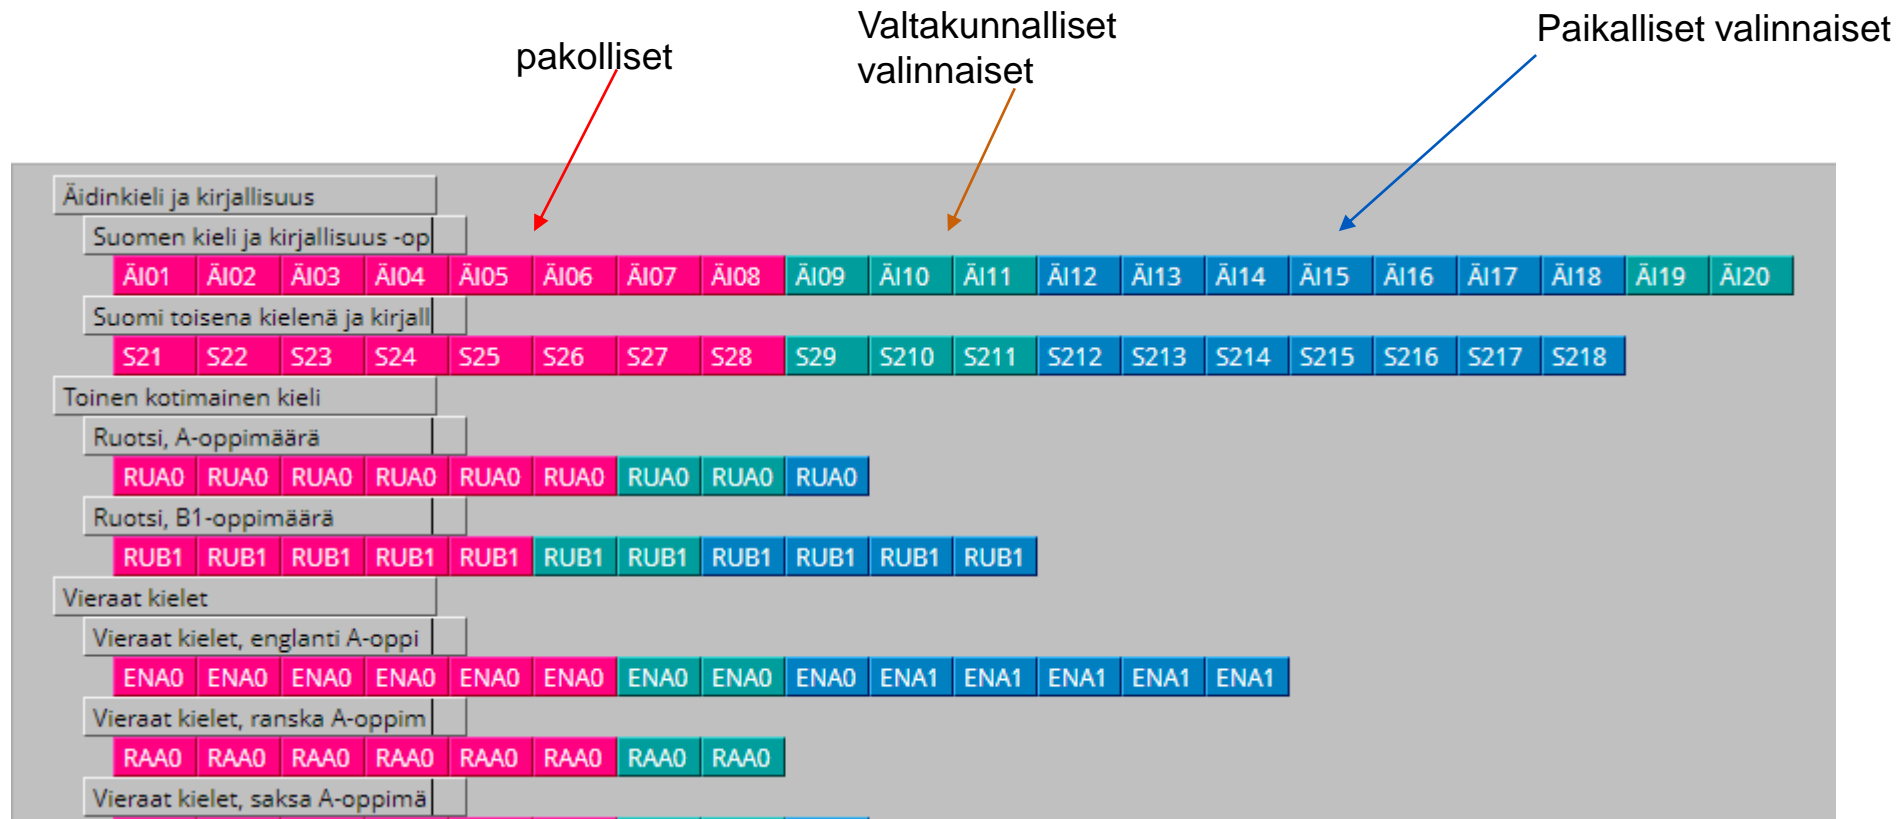 pakolliset
Valtakunnalliset
valinnaiset
Paikalliset valinnaiset
Äidinkieli ja kirjallisuus
Suomen kieli ja kirjallisuus -op
ÄI01 ÄI02 ÄI03 ÄI04 ÄI05 ÄI06 ÄI07 ÄI08 ÄI09 ÄI10 ÄI11 ÄI12 ÄI13 ÄI14 ÄI15 ÄI16 ÄI17 ÄI18 ÄI19 ÄI20
Suomi toisena kielenä ja kirjall
S21 S22 S23 S24 S25 S26 S27 S28 S29 S210 S211 S212 S213 S214 S215 S216 S217 S218
Toinen kotimainen kieli
Ruotsi, A-oppimäärä
RUA0 RUA0 RUA0 RUA0 RUA0 RUA0 RUA0 RUA0 RUA0
Ruotsi, B1-oppimäärä
RUB1 RUB1 RUB1 RUB1 RUB1 RUB1 RUB1 RUB1 RUB1 RUB1 RUB1
Vieraat kielet
Vieraat kielet, englanti A-oppi
ENA0 ENA0 ENA0 ENA0 ENA0 ENA0 ENA0 ENA0 ENA0 ENA1 ENA1 ENA1 ENA1 ENA1
Vieraat kielet, ranska A-oppim
RAA0 RAA0 RAA0 RAA0 RAA0 RAA0 RAA0 RAA0
Vieraat kielet, saksa A-oppimä